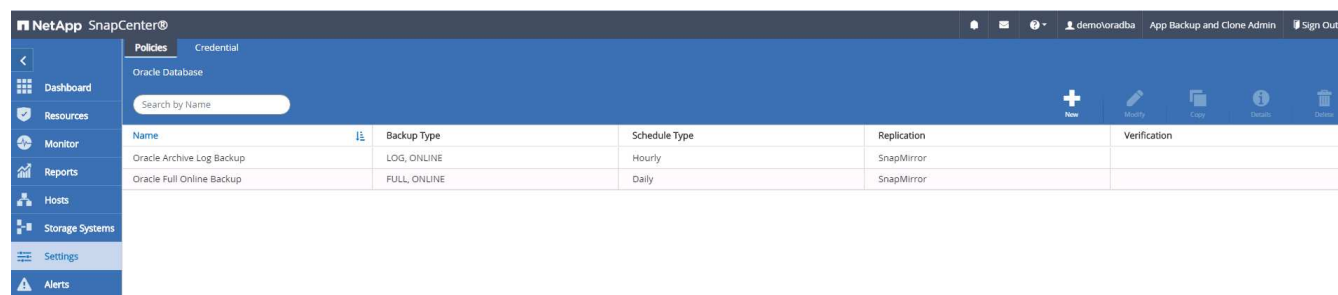 NetApp SnapCenter®
demo\oradba App Backup and Clone Admin Sign Out
Policies Credential
Oracle Database
Search by Name
New Modify Copy Details Delete
Dashboard
Resources
Monitor
Reports
Hosts
Storage Systems
Settings
Alerts
Name Backup Type Schedule Type Replication Verification
Oracle Archive Log Backup LOG, ONLINE Hourly SnapMirror
Oracle Full Online Backup FULL, ONLINE Daily SnapMirror